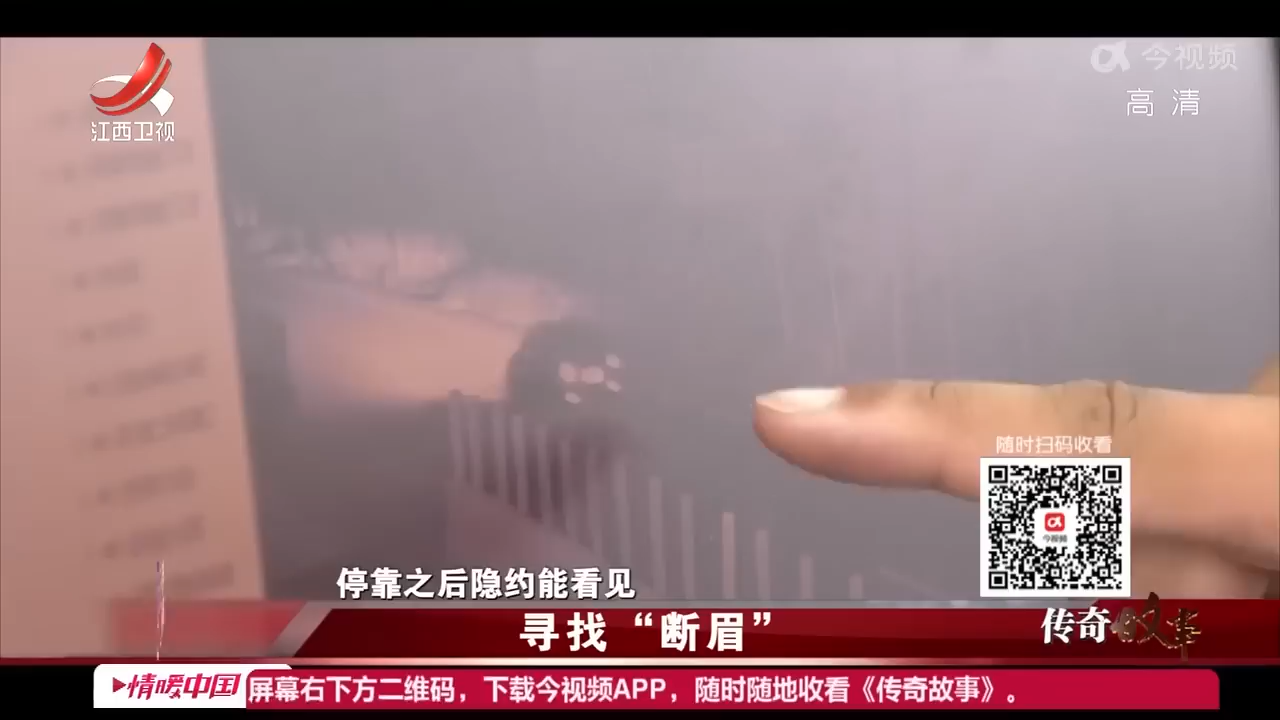 江西卫视
今视频
高清
随时扫码收看
今视频
停靠之后隐约能看见
寻找“断眉”
传奇故事
情暖中国
屏幕右下方二维码，下载今视频APP，随时随地收看《传奇故事》。